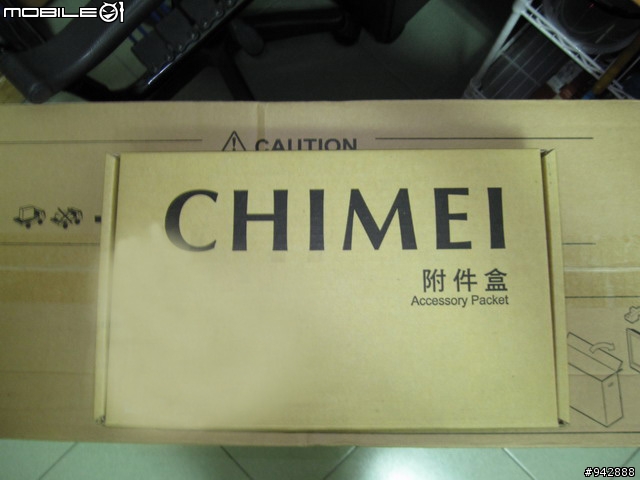 MOBILE01
CAUTION
CHIMEI
附件盒
Accessory Packet
#942888